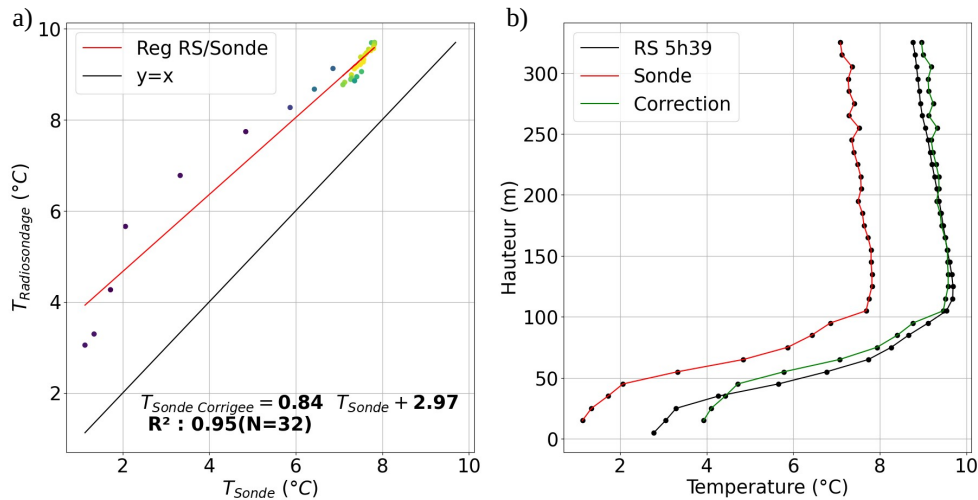 a)
10
8
6
4
2
Reg RS/Sonde
y=x
T_Sonde Corrigee = 0.84 T_Sonde + 2.97
R² : 0.95(N=32)
T_Radiosondage (°C)
2
4
6
8
10
T_Sonde (°C)
b)
300
250
200
150
100
50
0
RS 5h39
Sonde
Correction
Hauteur (m)
2
4
6
8
10
Temperature (°C)